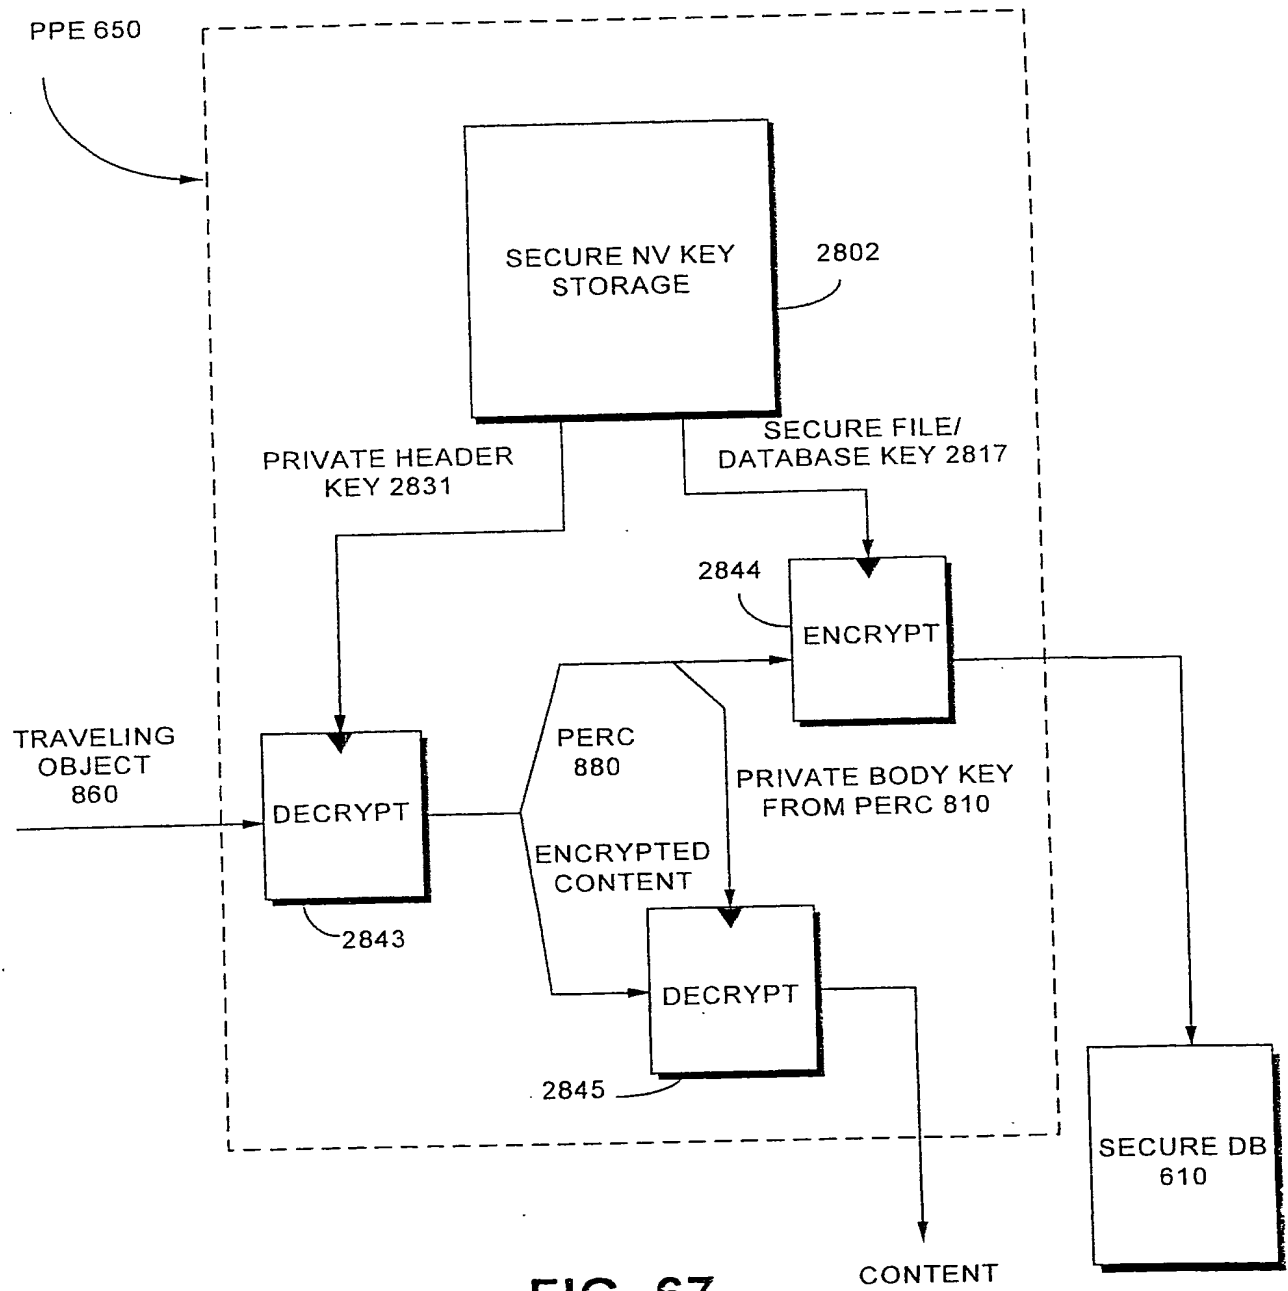 PPE 650
SECURE NV KEY
STORAGE
2802
PRIVATE HEADER
KEY 2831
SECURE FILE/
DATABASE KEY 2817
2844
ENCRYPT
TRAVELING
OBJECT
860
DECRYPT
PERC
880
PRIVATE BODY KEY
FROM PERC 810
ENCRYPTED
CONTENT
2843
DECRYPT
2845
SECURE DB
610
CONTENT
FIG. 67